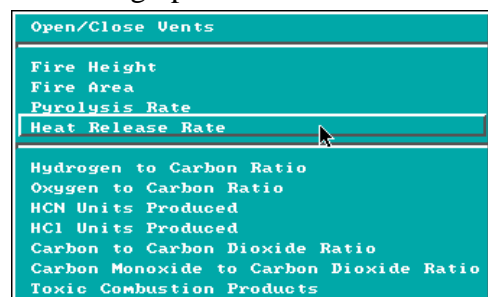 Open/Close Vents
Fire Height
Fire Area
Pyrolysis Rate
Heat Release Rate
Hydrogen to Carbon Ratio
Oxygen to Carbon Ratio
HCN Units Produced
HCl Units Produced
Carbon to Carbon Dioxide Ratio
Carbon Monoxide to Carbon Dioxide Ratio
Toxic Combustion Products